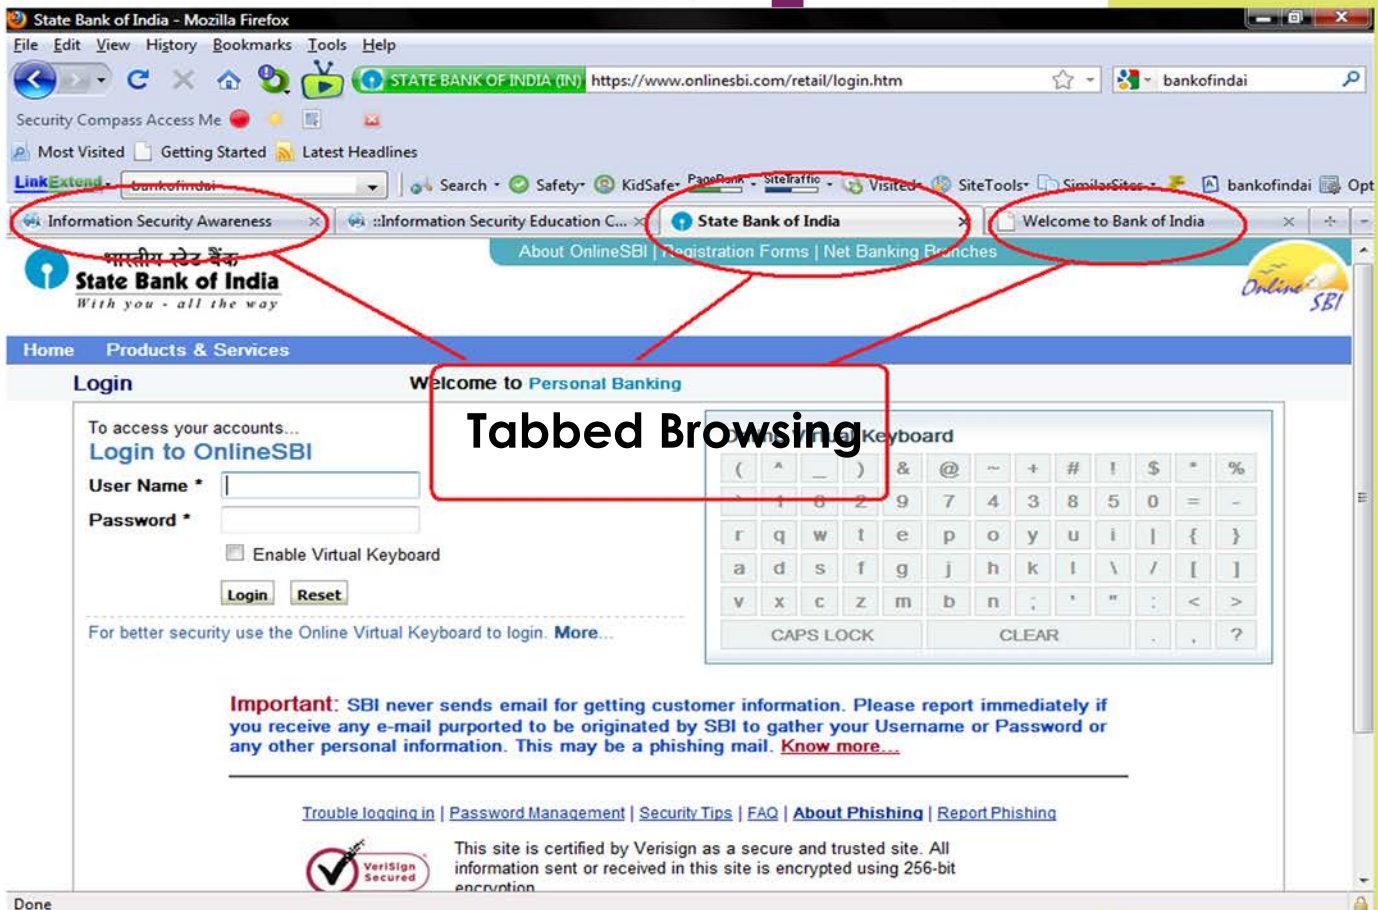 State Bank of India - Mozilla Firefox
File Edit View History Bookmarks Tools Help
STATE BANK OF INDIA (IN) https://www.onlinesbi.com/retail/login.htm bankofindai
Security Compass Access Me
Most Visited Getting Started Latest Headlines
LinkExtend bankofindai Search Safety KidSafe PageRank SiteTraffic Visited SiteTools SimilarSites bankofindai Opt
Information Security Awareness ::Information Security Education C... State Bank of India Welcome to Bank of India
About OnlineSBI | Registration Forms | Net Banking Branches
भारतीय स्टेट बैंक
State Bank of India
With you - all the way
Online SBI
Home Products & Services
Login Welcome to Personal Banking
Tabbed Browsing
To access your accounts...
Login to OnlineSBI
User Name *
Password *
Enable Virtual Keyboard
Login Reset
For better security use the Online Virtual Keyboard to login. More...
Keyboard
( ^ _ ) & @ ~ + # ! $ * %
` 1 6 2 9 7 4 3 8 5 0 = -
r q w t e p o y u i | { }
a d s f g j h k l \ / [ ]
v x c z m b n ; ' " : < >
CAPS LOCK CLEAR . , ?
Important: SBI never sends email for getting customer information. Please report immediately if
you receive any e-mail purported to be originated by SBI to gather your Username or Password or
any other personal information. This may be a phishing mail. Know more...
Trouble logging in | Password Management | Security Tips | FAQ | About Phishing | Report Phishing
VeriSign Secured
This site is certified by Verisign as a secure and trusted site. All
information sent or received in this site is encrypted using 256-bit
encryption
Done